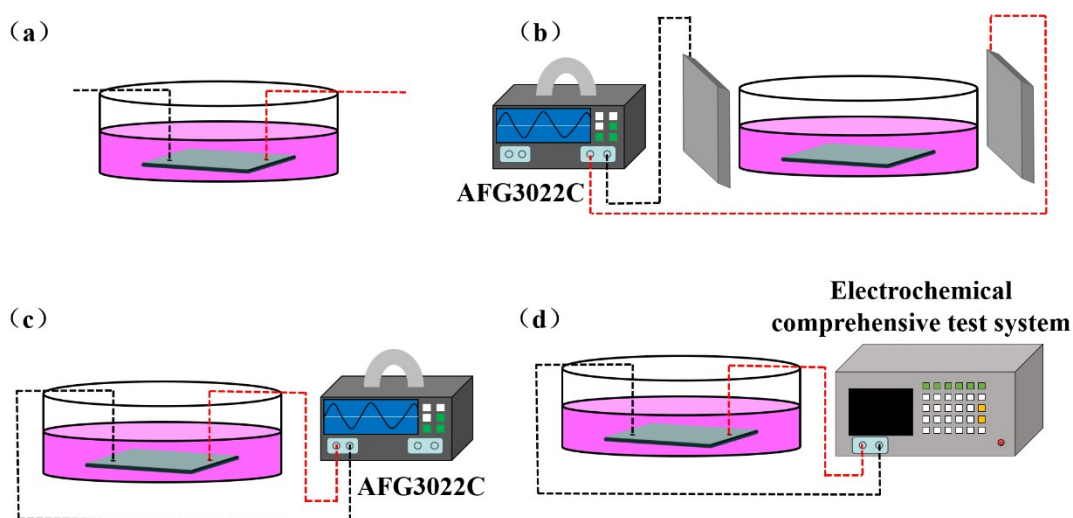 （a）
（b）
AFG3022C
（c）
（d）
Electrochemical
comprehensive test system
AFG3022C